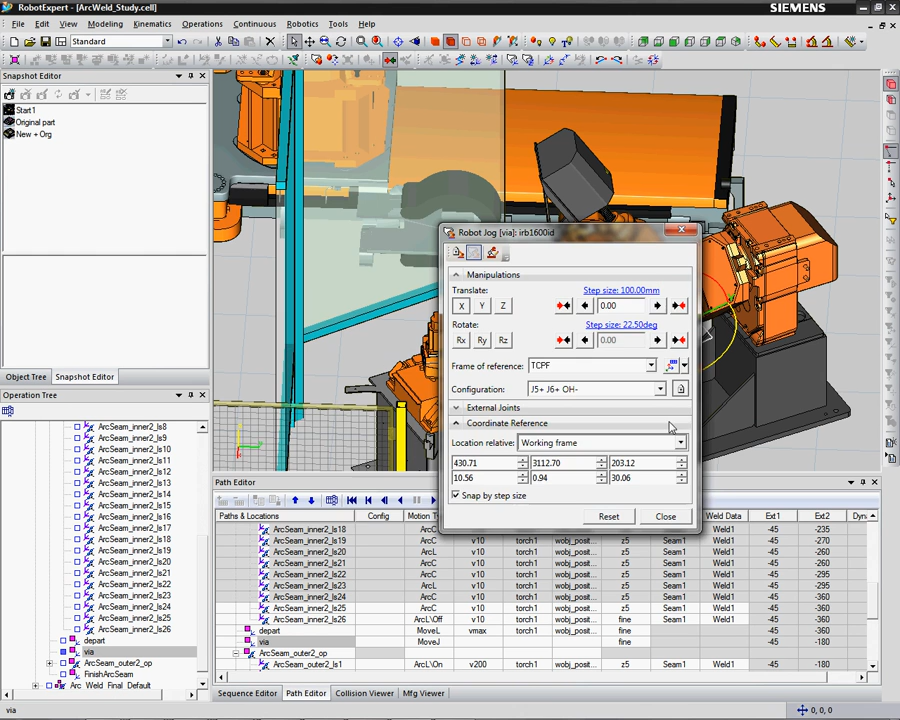 RobotExpert - [ArcWeld_Study.cell]
SIEMENS
File Edit View Modeling Kinematics Operations Continuous Robotics Tools Help
Standard
Snapshot Editor
Start1
Original part
New + Org
Object Tree Snapshot Editor
Operation Tree
ArcSeam_inner2_ls8
ArcSeam_inner2_ls9
ArcSeam_inner2_ls10
ArcSeam_inner2_ls11
ArcSeam_inner2_ls12
ArcSeam_inner2_ls13
ArcSeam_inner2_ls14
ArcSeam_inner2_ls15
ArcSeam_inner2_ls16
ArcSeam_inner2_ls17
ArcSeam_inner2_ls18
ArcSeam_inner2_ls19
ArcSeam_inner2_ls20
ArcSeam_inner2_ls21
ArcSeam_inner2_ls22
ArcSeam_inner2_ls23
ArcSeam_inner2_ls24
ArcSeam_inner2_ls25
ArcSeam_inner2_ls26
depart
via
ArcSeam_outer2_op
FinishArcSeam
Arc_Weld_Final_Default
Robot Jog [via]: irb1600id
Manipulations
Translate: Step size: 100.00mm
X Y Z 0.00
Rotate: Step size: 22.50deg
Rx Ry Rz 0.00
Frame of reference: TCPF
Configuration: J5+ J6+ OH-
External Joints
Coordinate Reference
Location relative: Working frame
430.71 3112.70 203.12
10.56 0.94 30.06
Snap by step size
Reset Close
Path Editor
Paths & Locations Config Motion Ty Weld Data Ext1 Ext2 Dyna
ArcSeam_inner2_ls18 ArcC Weld1 -45 -235
ArcSeam_inner2_ls19 ArcC v10 torch1 wobj_posit... z5 Seam1 Weld1 -45 -260
ArcSeam_inner2_ls20 ArcL v10 torch1 wobj_posit... z5 Seam1 Weld1 -45 -270
ArcSeam_inner2_ls21 ArcC v10 torch1 wobj_posit... z5 Seam1 Weld1 -45 -295
ArcSeam_inner2_ls22 ArcC v10 torch1 wobj_posit... z5 Seam1 Weld1 -45 -295
ArcSeam_inner2_ls23 ArcL v10 torch1 wobj_posit... z5 Seam1 Weld1 -45 -360
ArcSeam_inner2_ls24 ArcC v10 torch1 wobj_posit... z5 Seam1 Weld1 -45 -360
ArcSeam_inner2_ls25 ArcC v10 torch1 wobj_posit... z5 Seam1 Weld1 -45 -360
ArcSeam_inner2_ls26 ArcL\Off v10 torch1 wobj_posit... fine Seam1 Weld1 -45 -360
depart MoveL vmax torch1 wobj_posit... fine -45 -360
via MoveJ torch1 wobj_posit... fine -45 -180
ArcSeam_outer2_op
ArcSeam_outer2_ls1 ArcL\On v200 torch1 wobj_posit... fine Seam1 Weld1 -45 -180
Sequence Editor Path Editor Collision Viewer Mfg Viewer
via
0, 0, 0